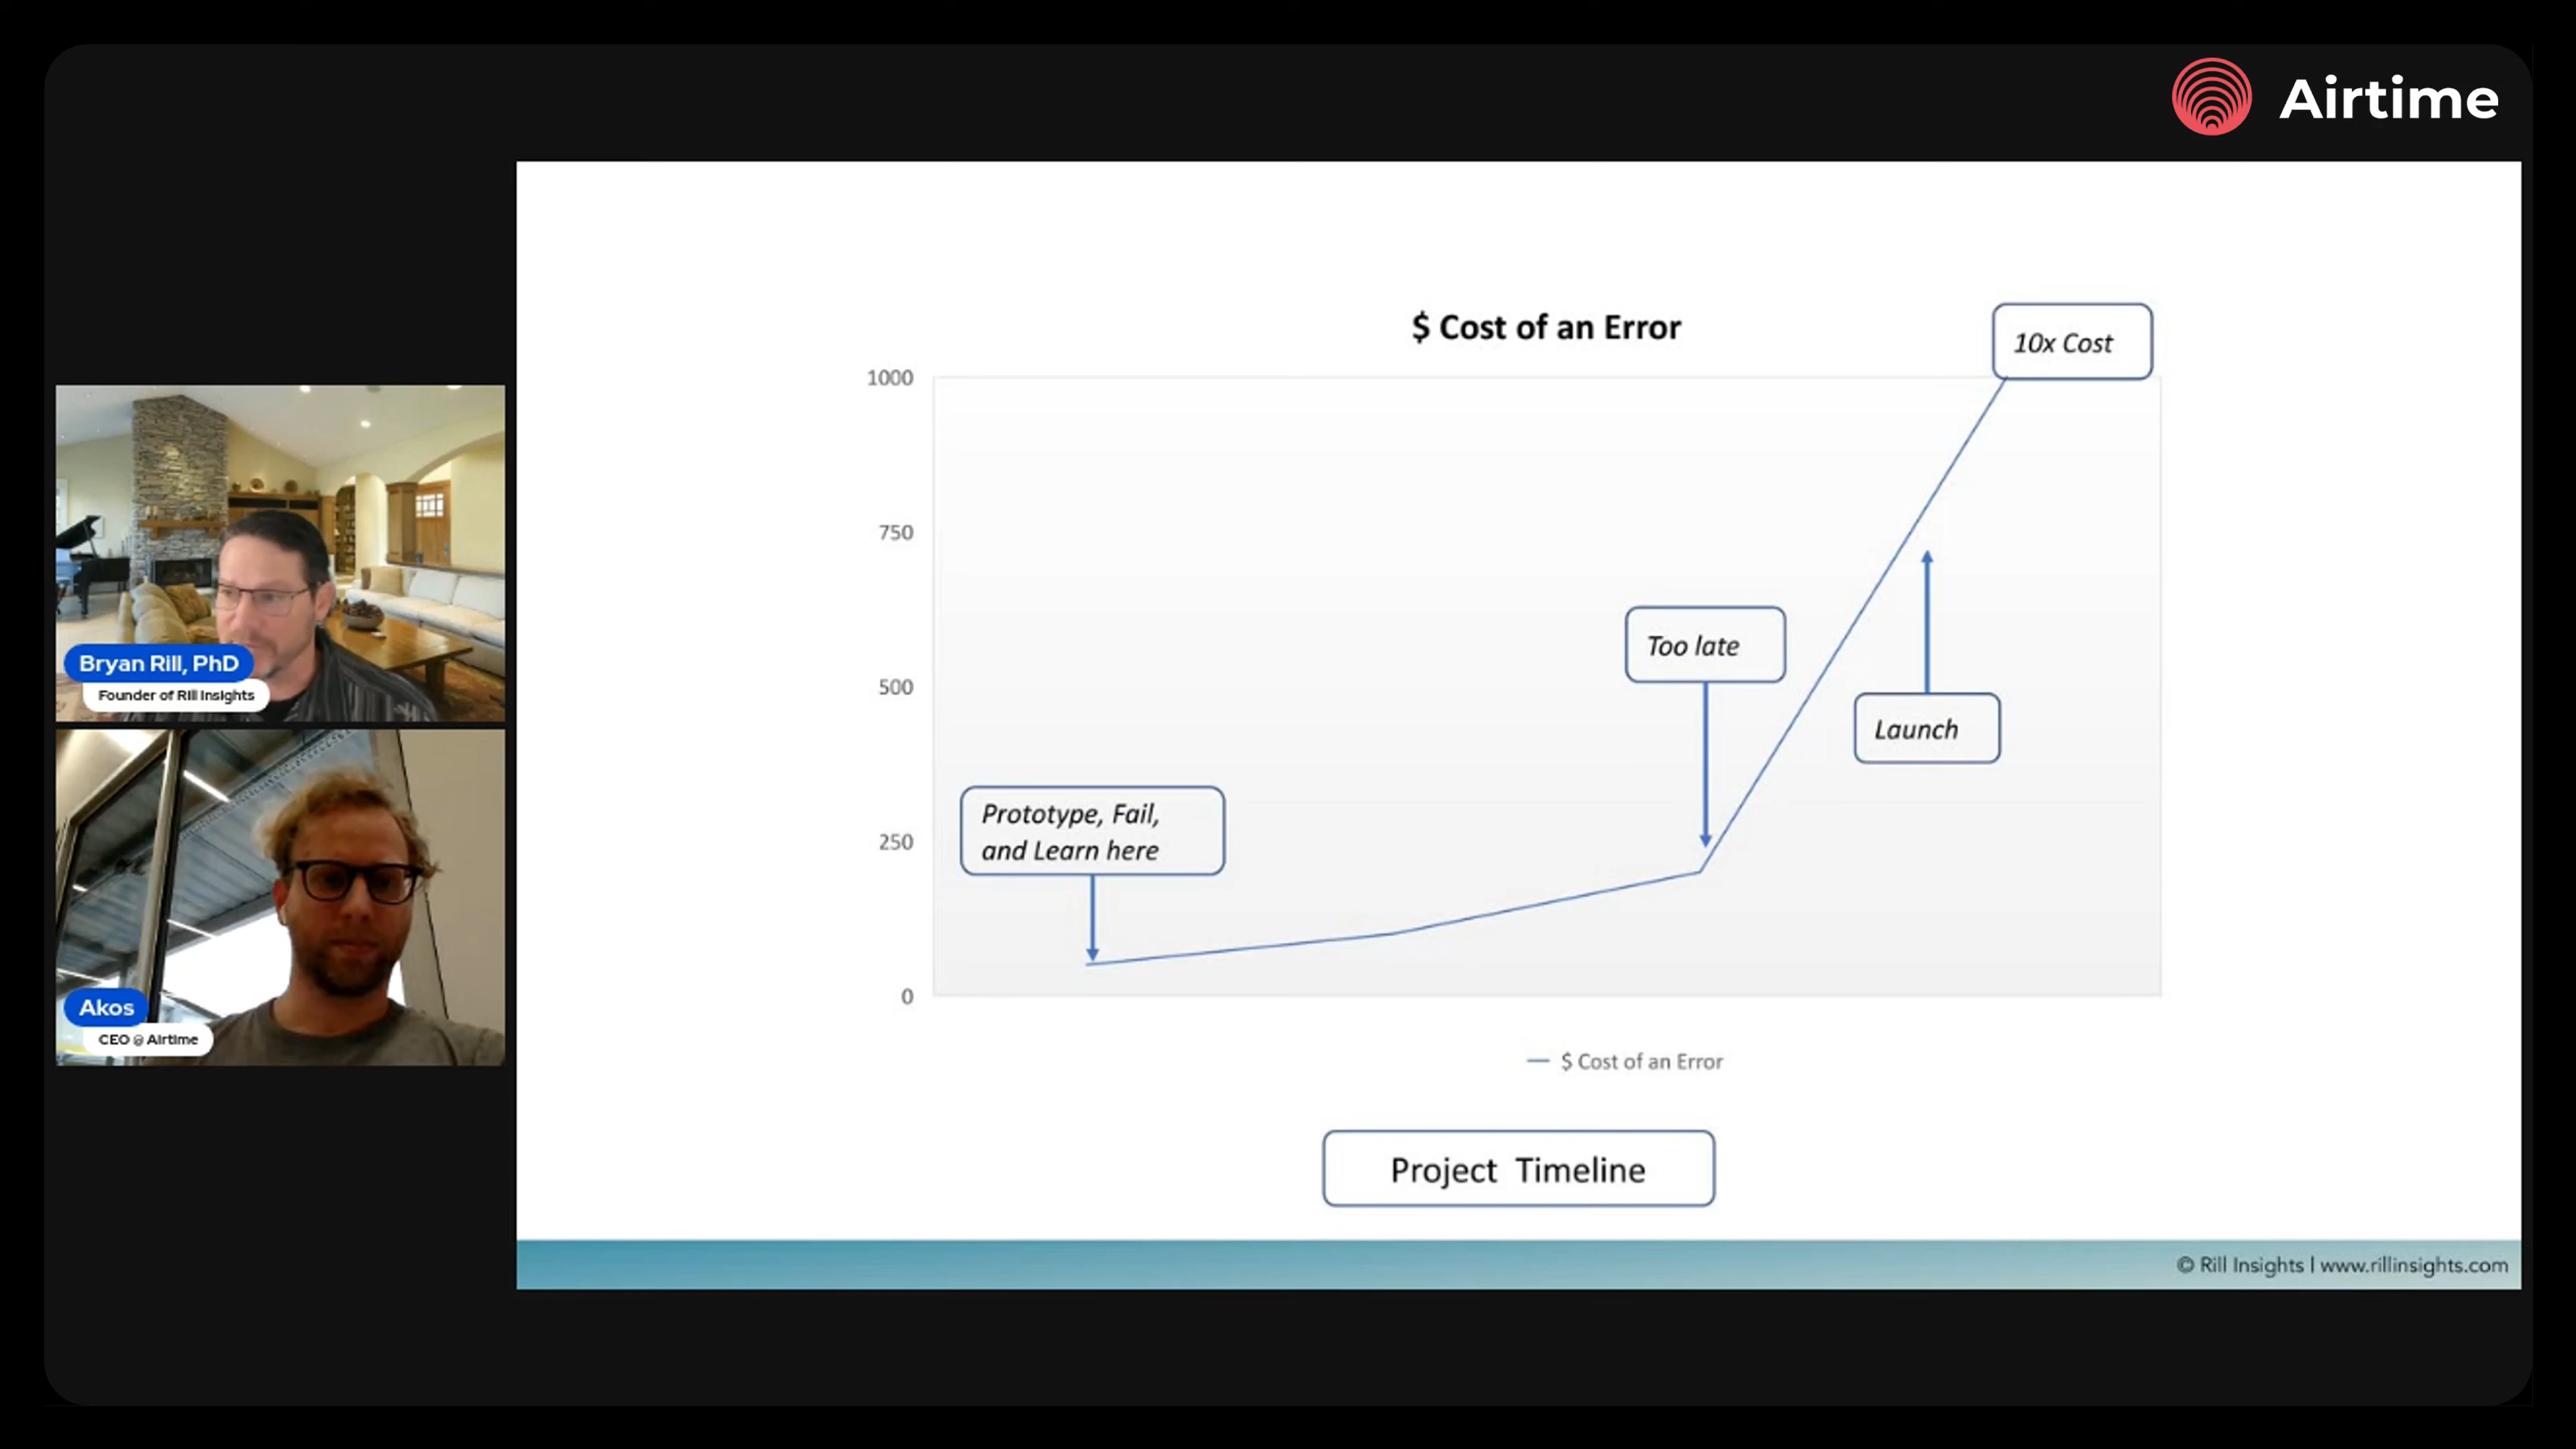 Airtime
$ Cost of an Error
10x Cost
1000
750
500
250
0
Too late
Launch
Prototype, Fail,
and Learn here
$ Cost of an Error
Project Timeline
© Rill Insights | www.rillinsights.com
Bryan Rill, PhD
Founder of Rill Insights
Akos
CEO @ Airtime